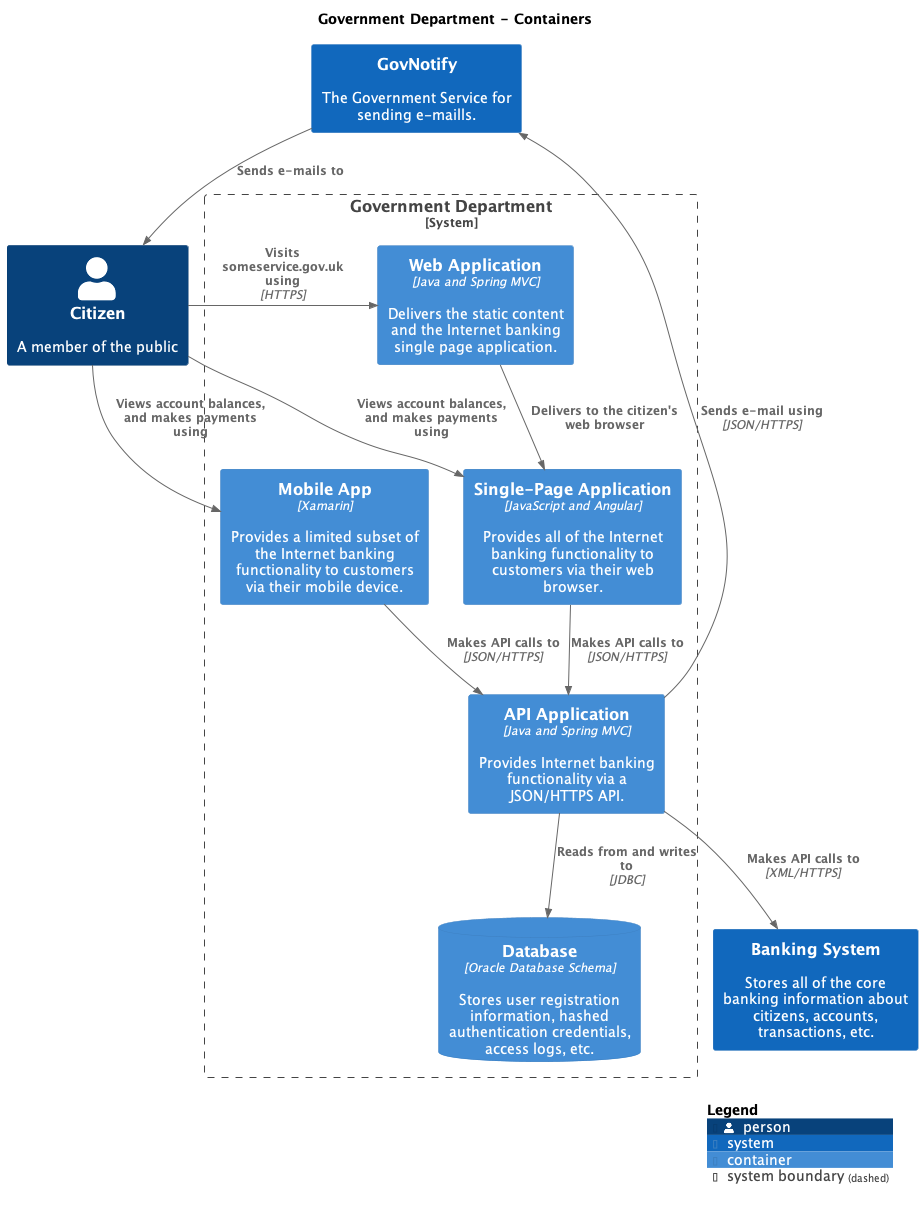 Government Department - Containers
GovNotify
The Government Service for
sending e-maills.
Sends e-mails to
Government Department
[System]
Citizen
A member of the public
Visits
someservice.gov.uk
using
[HTTPS]
Web Application
[Java and Spring MVC]
Delivers the static content
and the Internet banking
single page application.
Views account balances,
and makes payments
using
Views account balances,
and makes payments
using
Delivers to the citizen's
web browser
Sends e-mail using
[JSON/HTTPS]
Mobile App
[Xamarin]
Provides a limited subset of
the Internet banking
functionality to customers
via their mobile device.
Single-Page Application
[JavaScript and Angular]
Provides all of the Internet
banking functionality to
customers via their web
browser.
Makes API calls to
[JSON/HTTPS]
Makes API calls to
[JSON/HTTPS]
API Application
[Java and Spring MVC]
Provides Internet banking
functionality via a
JSON/HTTPS API.
Reads from and writes
to
[JDBC]
Makes API calls to
[XML/HTTPS]
Database
[Oracle Database Schema]
Stores user registration
information, hashed
authentication credentials,
access logs, etc.
Banking System
Stores all of the core
banking information about
citizens, accounts,
transactions, etc.
Legend
person
system
container
system boundary (dashed)